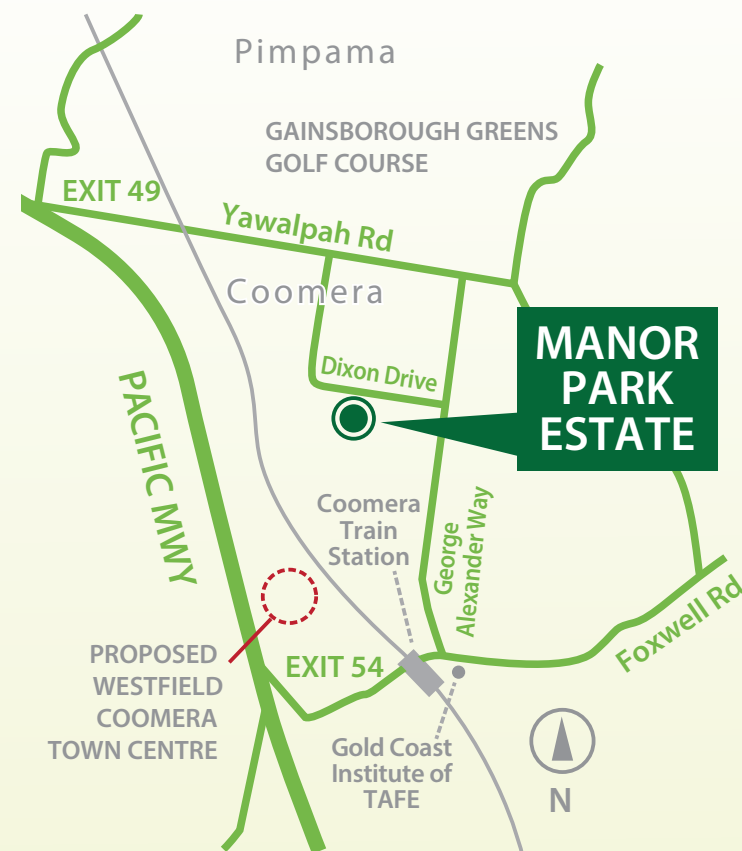 Pimpama
GAINSBOROUGH GREENS
GOLF COURSE
EXIT 49
Yawalpah Rd
Coomera
MANOR
PARK
ESTATE
Dixon Drive
PACIFIC MWY
Coomera
Train
Station
George
Alexander Way
Foxwell Rd
PROPOSED
WESTFIELD
COOMERA
TOWN CENTRE
EXIT 54
Gold Coast
Institute of
TAFE
N